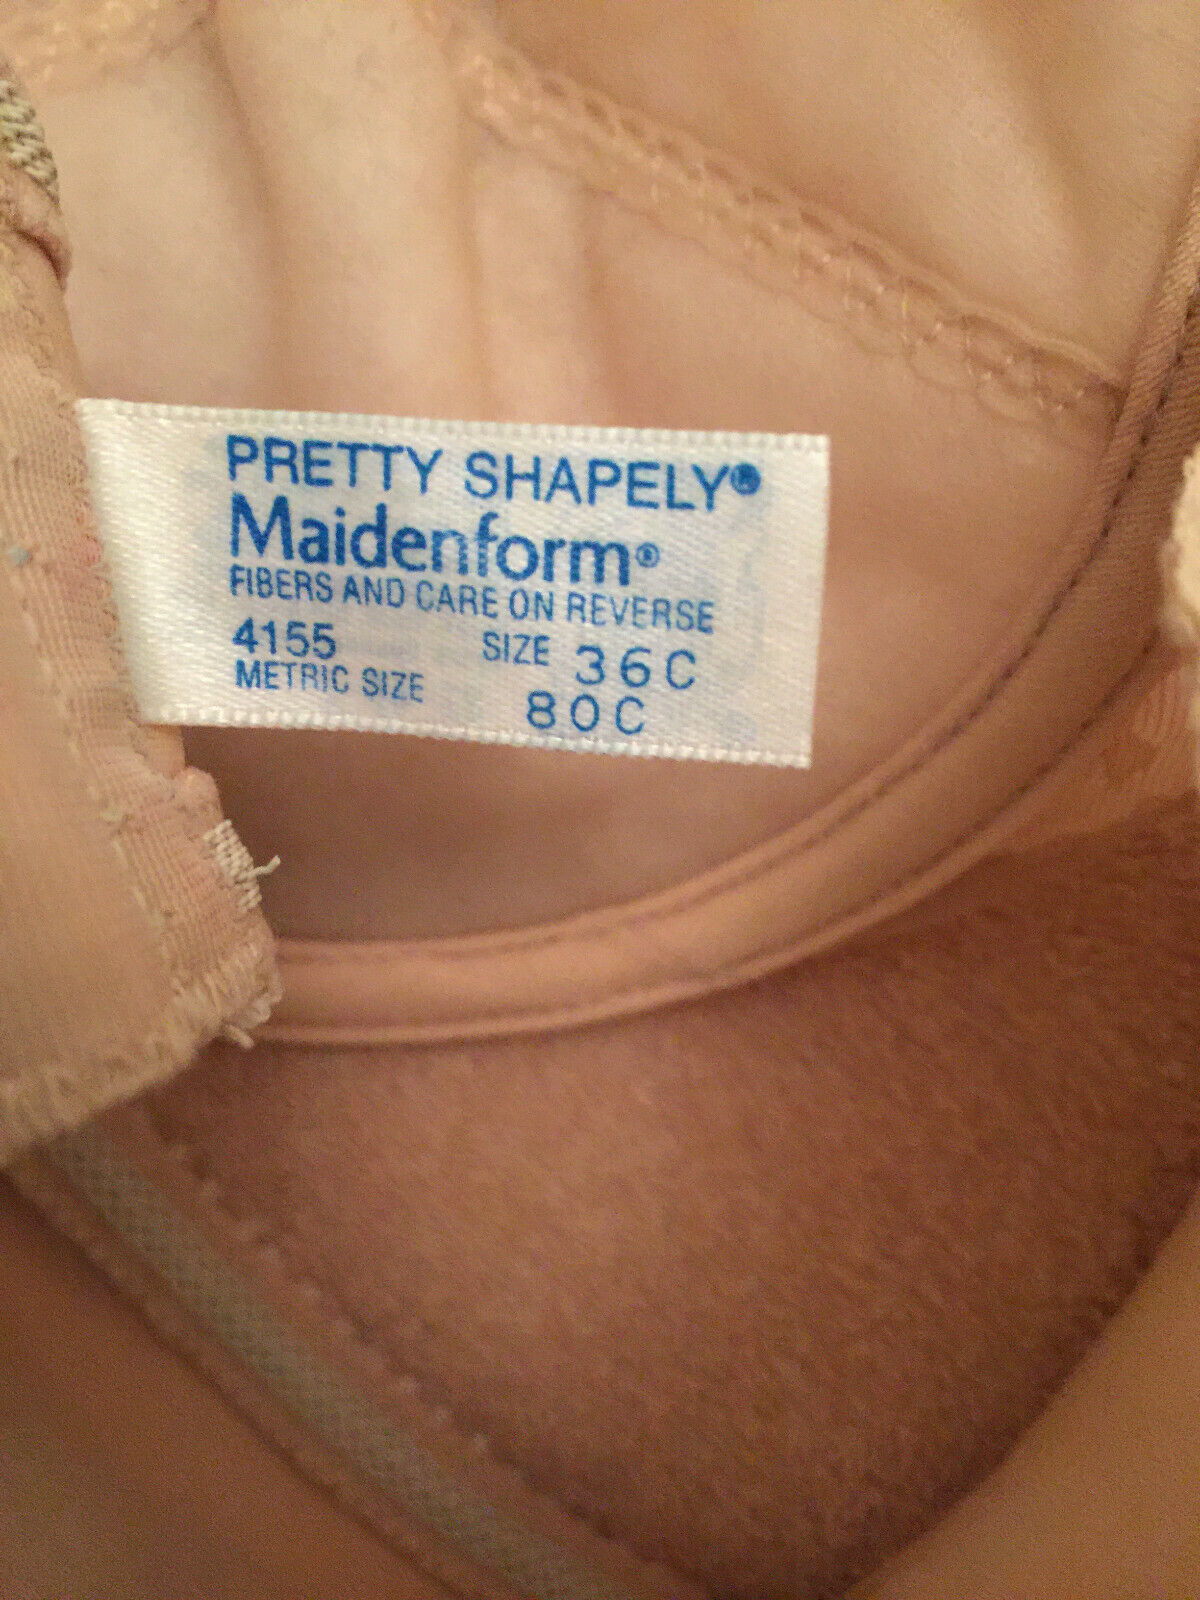 PRETTY SHAPELY®
Maidenform®
FIBERS AND CARE ON REVERSE
4155 SIZE 36C
METRIC SIZE 80C